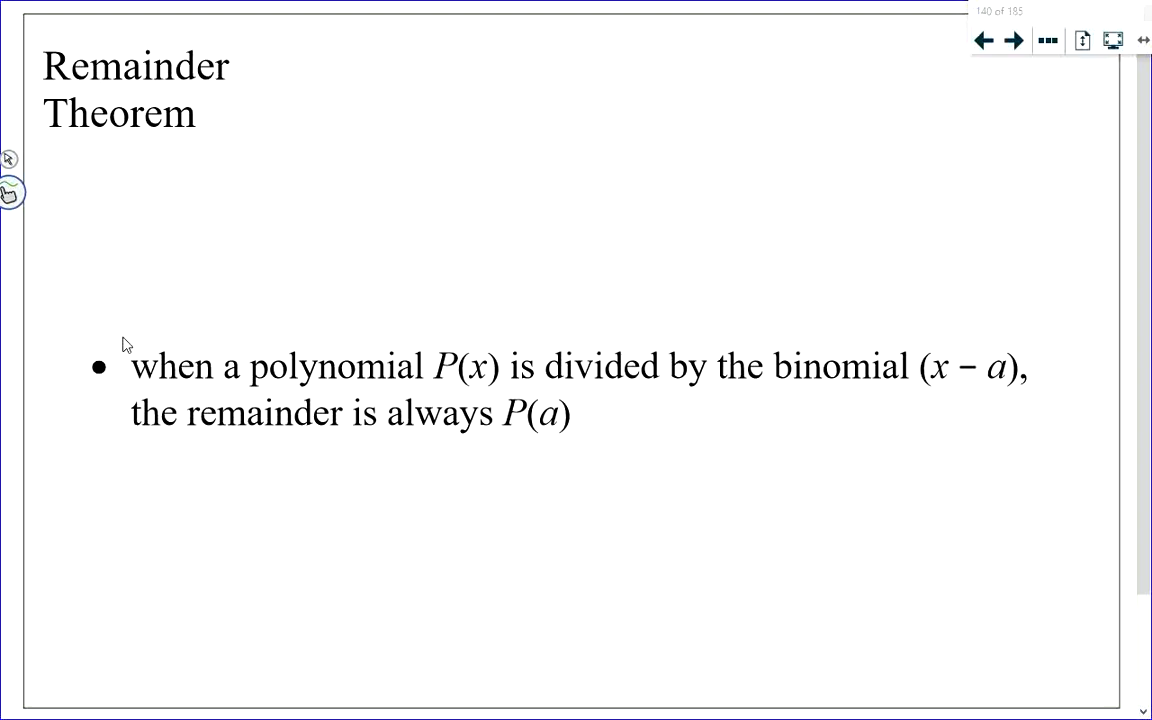 140 of 185
Remainder
Theorem
• when a polynomial P(x) is divided by the binomial (x − a),
the remainder is always P(a)